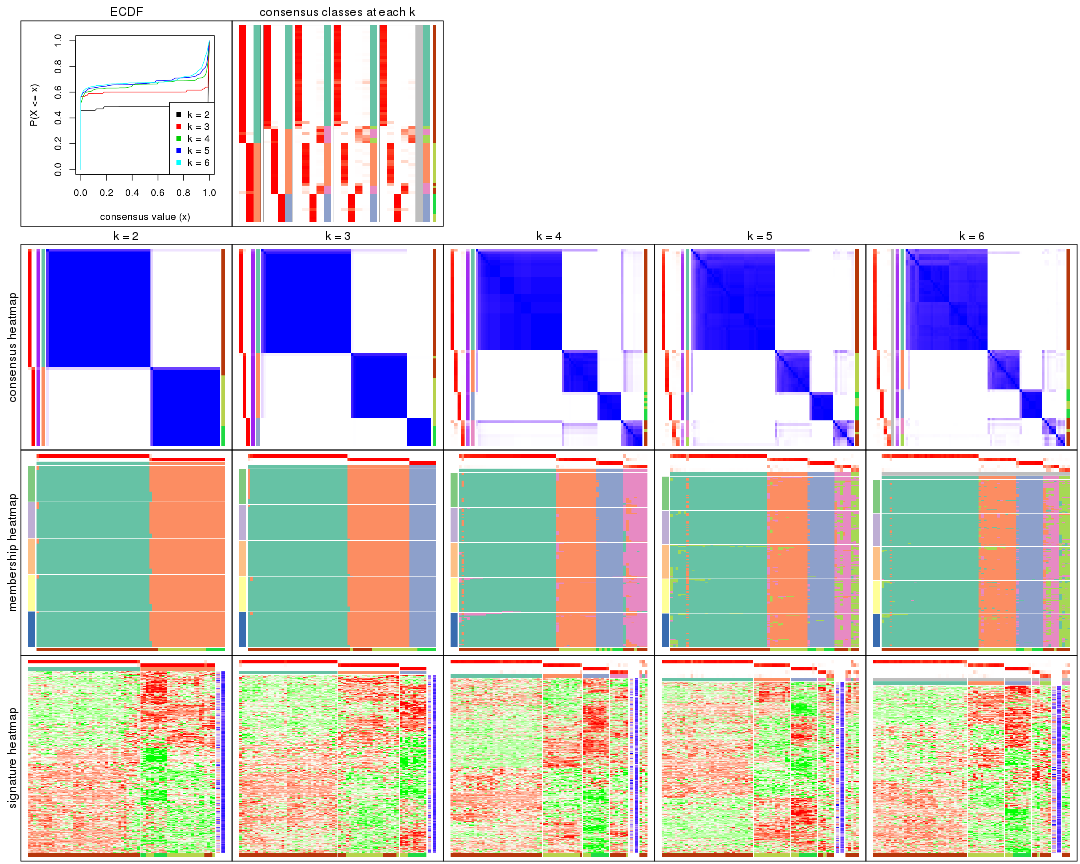 ECDF
consensus classes at each k
P(X <= x)
0.0 0.2 0.4 0.6 0.8 1.0
k = 2
k = 3
k = 4
k = 5
k = 6
0.0 0.2 0.4 0.6 0.8 1.0
consensus value (x)
k = 2
k = 3
k = 4
k = 5
k = 6
consensus heatmap
membership heatmap
signature heatmap